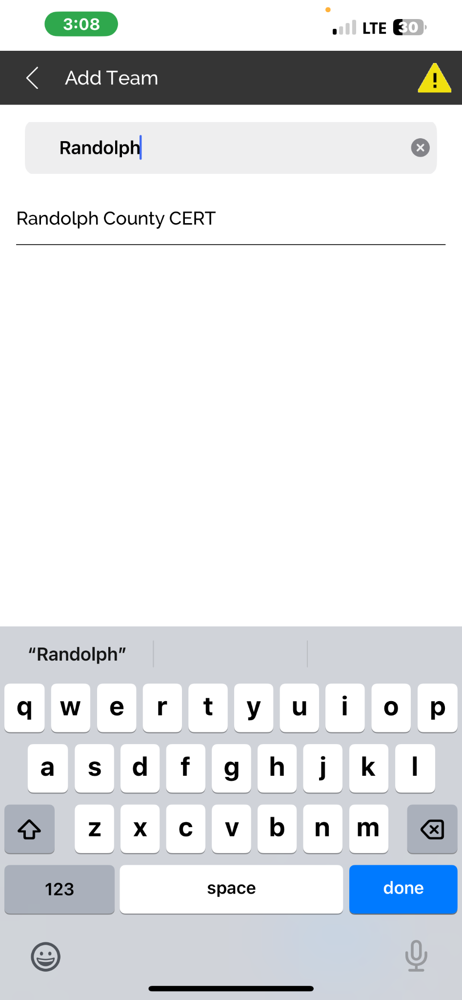 3:08
LTE 30
Add Team
Randolph
Randolph County CERT
“Randolph”
q w e r t y u i o p
a s d f g h j k l
z x c v b n m
123 space done